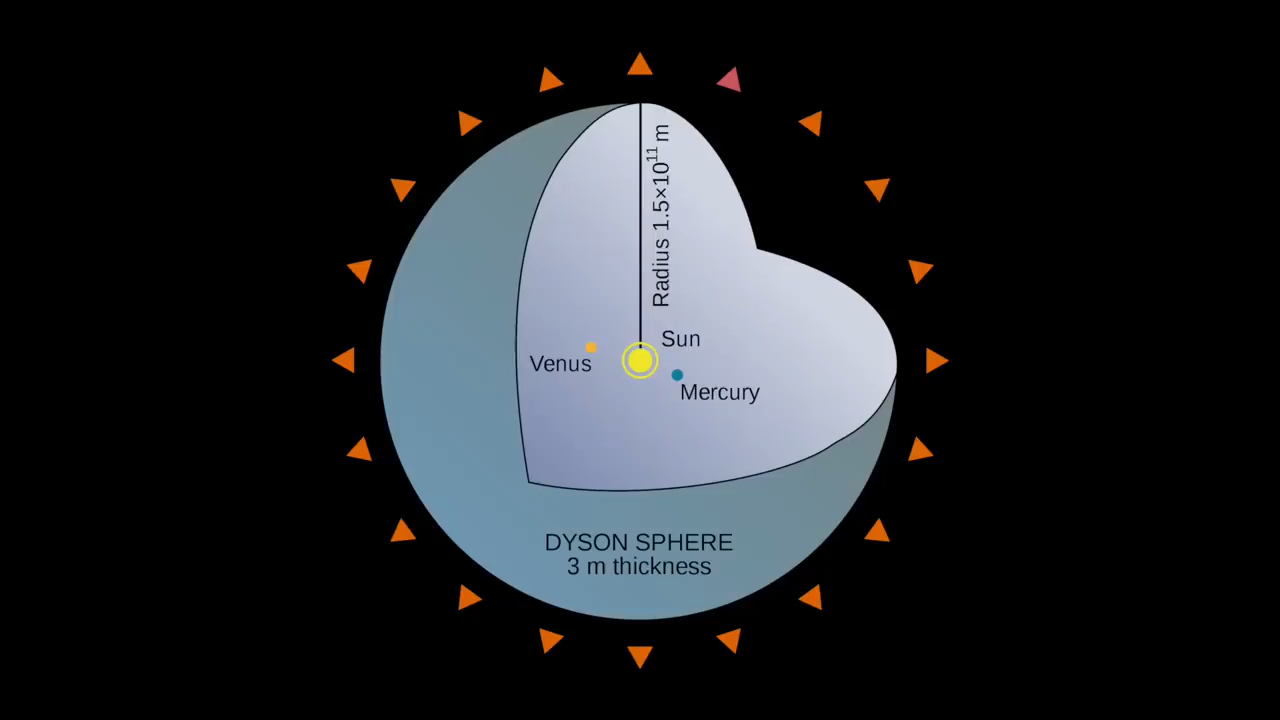 Radius 1.5×10¹¹ m
Sun
Venus
Mercury
DYSON SPHERE
3 m thickness